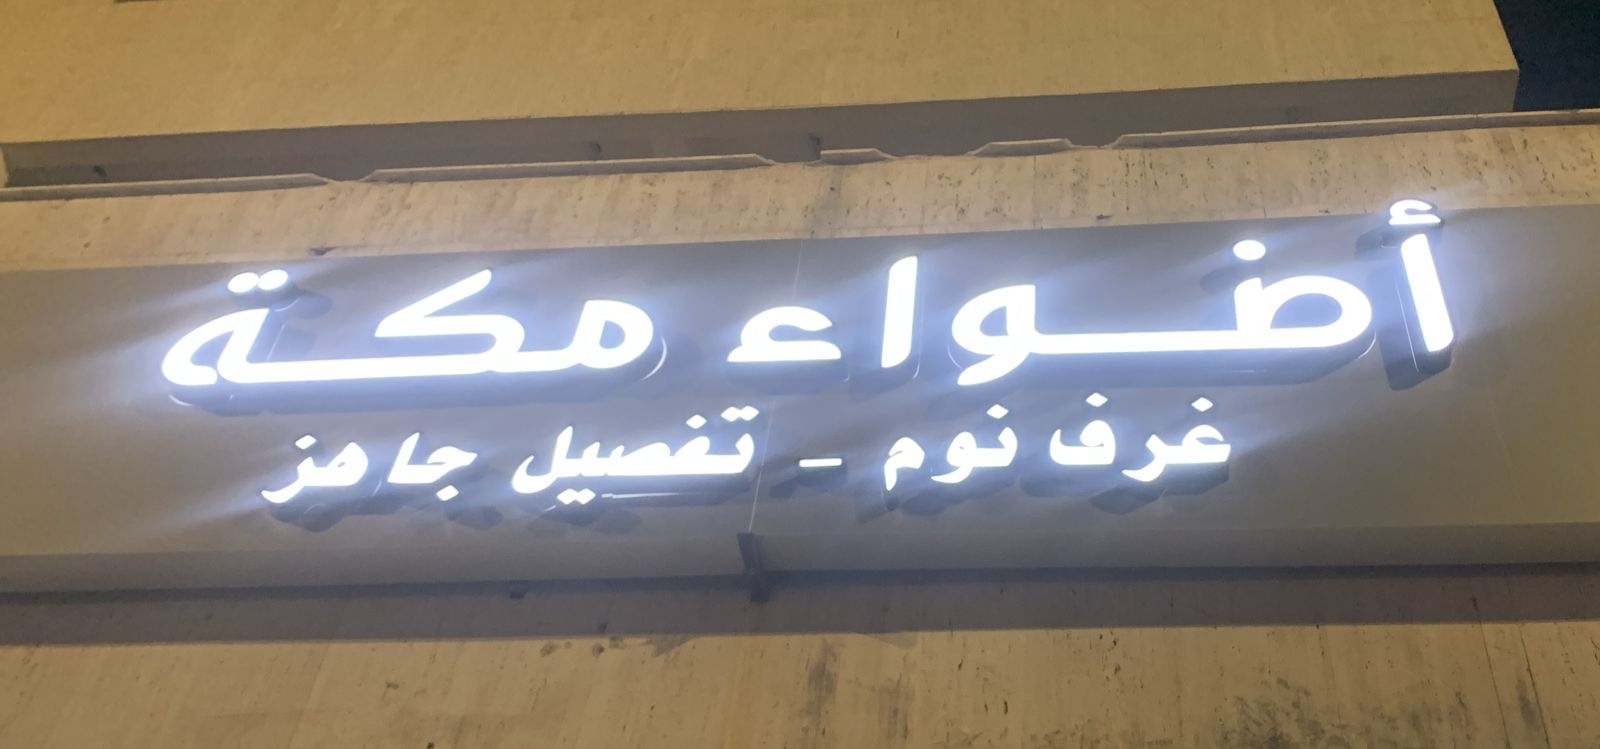 أضواء مكة
غرف نوم - تفصيل جاهز